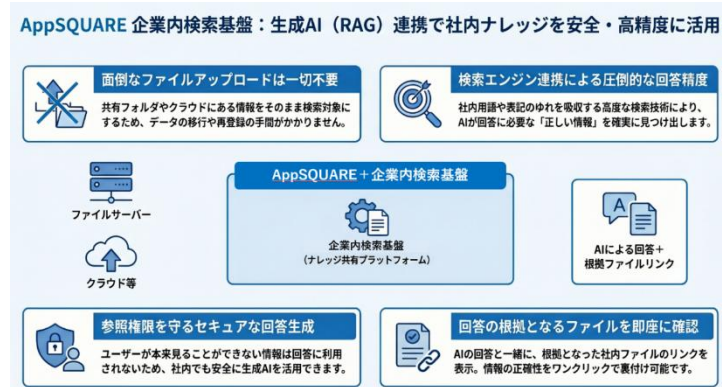 AppSQUARE 企業内検索基盤：生成AI（RAG）連携で社内ナレッジを安全・高精度に活用
面倒なファイルアップロードは一切不要
共有フォルダやクラウドにある情報をそのまま検索対象に
するため、データの移行や再登録の手間がかかりません。
検索エンジン連携による圧倒的な回答精度
社内用語や表記のゆれを吸収する高度な検索技術により、
AIが回答に必要な「正しい情報」を確実に見つけ出します。
ファイルサーバー
クラウド等
AppSQUARE＋企業内検索基盤
企業内検索基盤
（ナレッジ共有プラットフォーム）
A
AIによる回答＋
根拠ファイルリンク
参照権限を守るセキュアな回答生成
ユーザーが本来見ることができない情報は回答に利用
されないため、社内でも安全に生成AIを活用できます。
回答の根拠となるファイルを即座に確認
AIの回答と一緒に、根拠となった社内ファイルのリンクを
表示。情報の正確性をワンクリックで裏付け可能です。